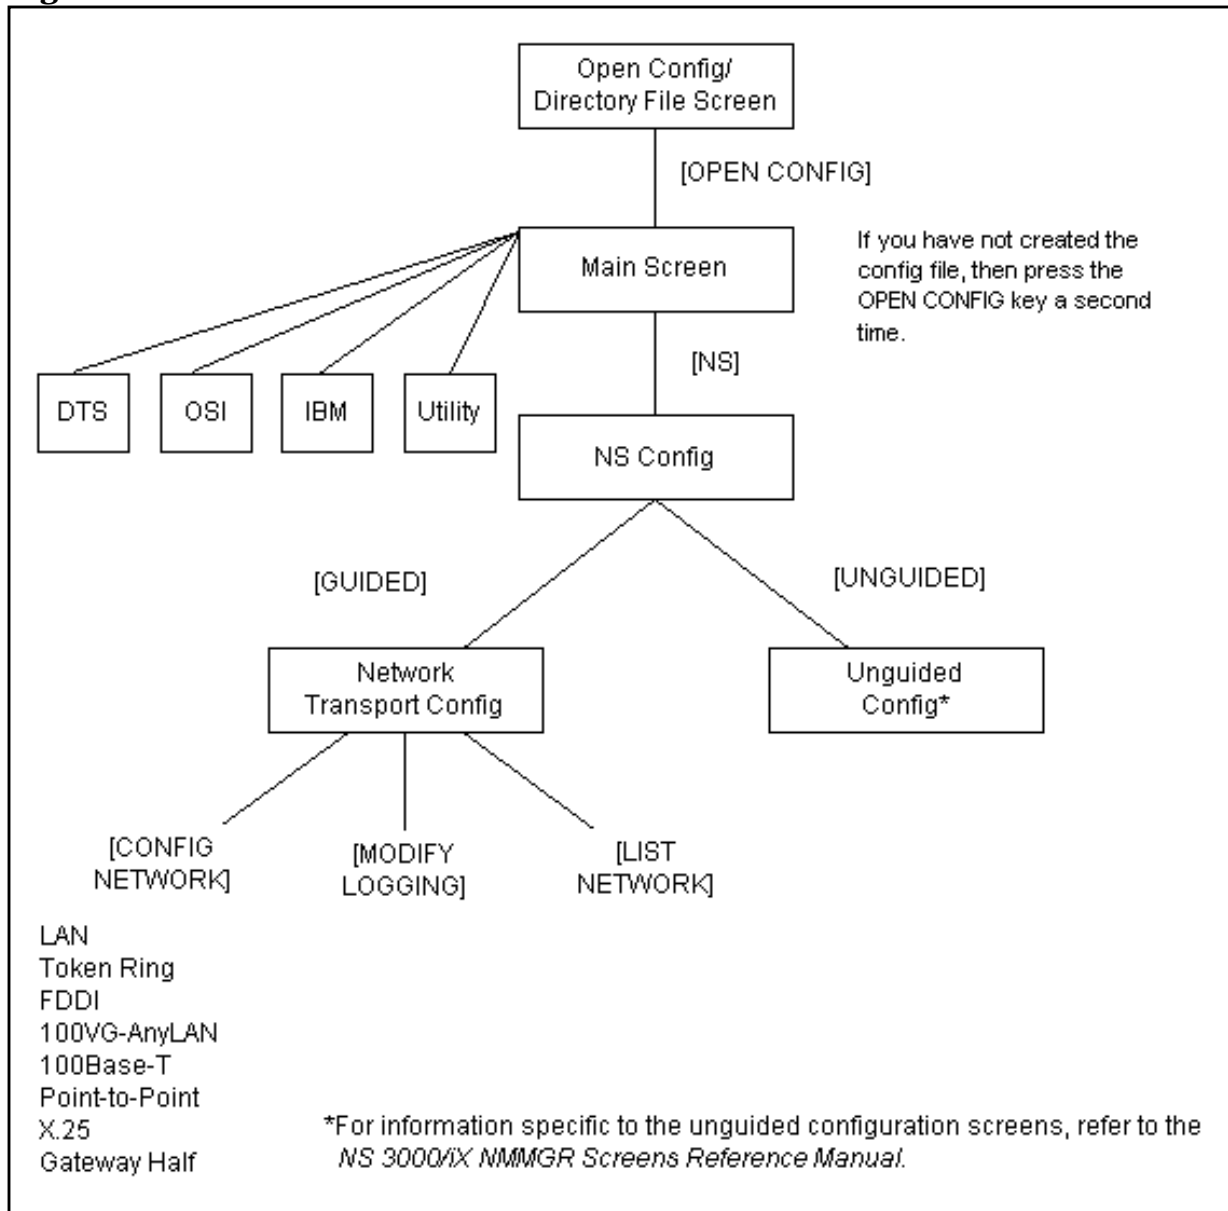 Open Config/
Directory File Screen
[OPEN CONFIG]
Main Screen
If you have not created the
config file, then press the
OPEN CONFIG key a second
time.
[NS]
DTS
OSI
IBM
Utility
NS Config
[GUIDED]
[UNGUIDED]
Network
Transport Config
Unguided
Config*
[CONFIG
NETWORK]
[MODIFY
LOGGING]
[LIST
NETWORK]
LAN
Token Ring
FDDI
100VG-AnyLAN
100Base-T
Point-to-Point
X.25
Gateway Half
*For information specific to the unguided configuration screens, refer to the
NS 3000/iX NMMGR Screens Reference Manual.